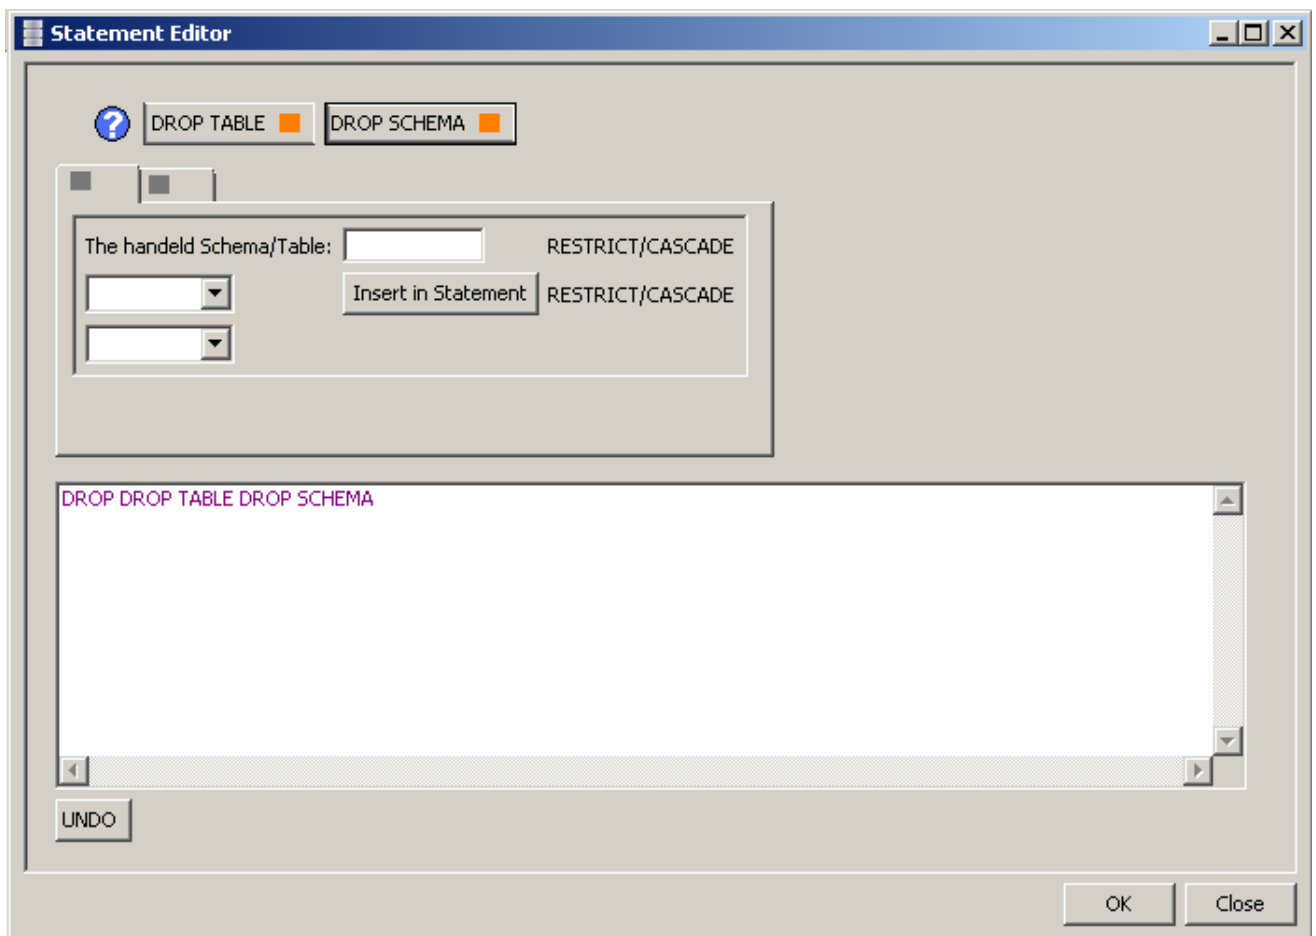 Statement Editor
DROP TABLE DROP SCHEMA
The handeld Schema/Table: RESTRICT/CASCADE
Insert in Statement RESTRICT/CASCADE
DROP DROP TABLE DROP SCHEMA
UNDO
OK Close